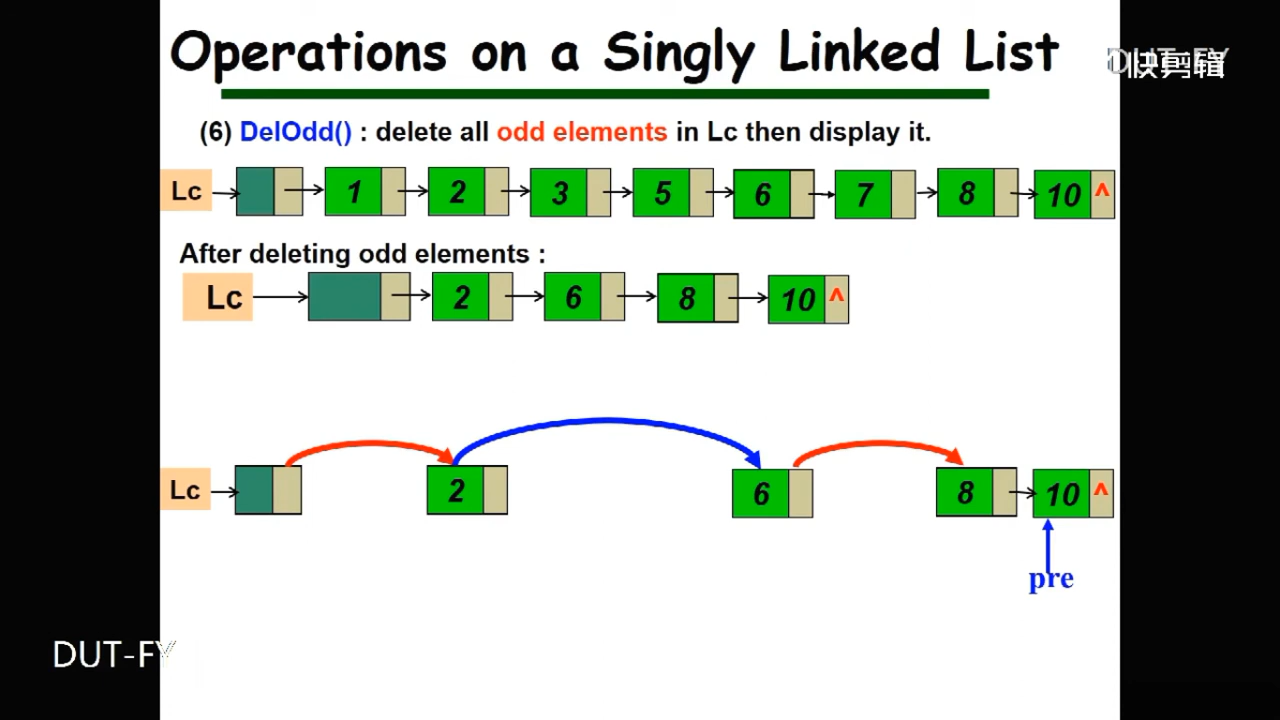 Operations on a Singly Linked List
快剪辑
(6) DelOdd() : delete all odd elements in Lc then display it.
Lc 1 2 3 5 6 7 8 10 ^
After deleting odd elements :
Lc 2 6 8 10 ^
Lc 2 6 8 10 ^
pre
DUT-FY